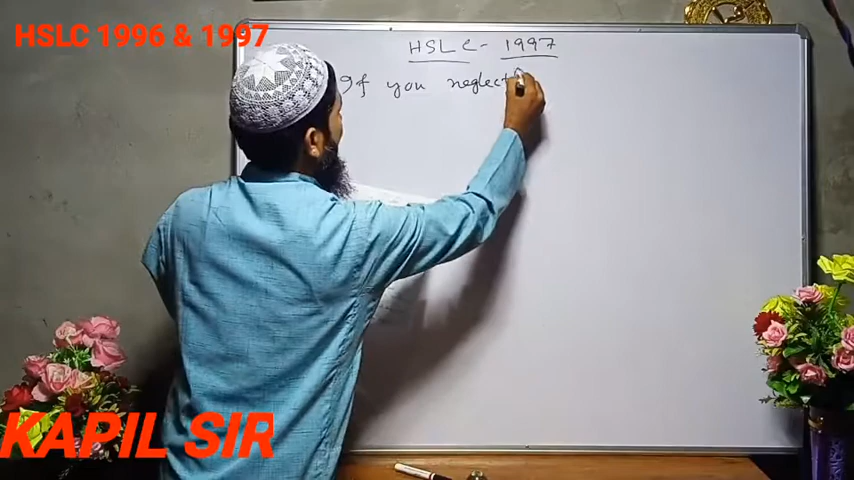 HSLC 1996 & 1997
HSLC - 1997
If you neglect
KAPIL SIR